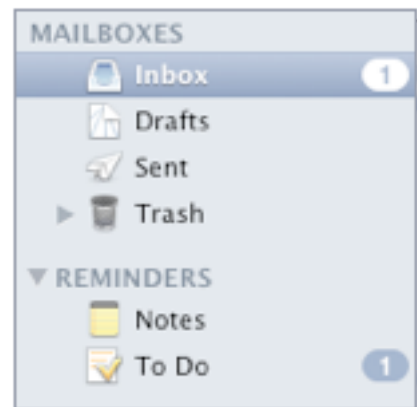 MAILBOXES
Inbox 1
Drafts
Sent
Trash
REMINDERS
Notes
To Do 1